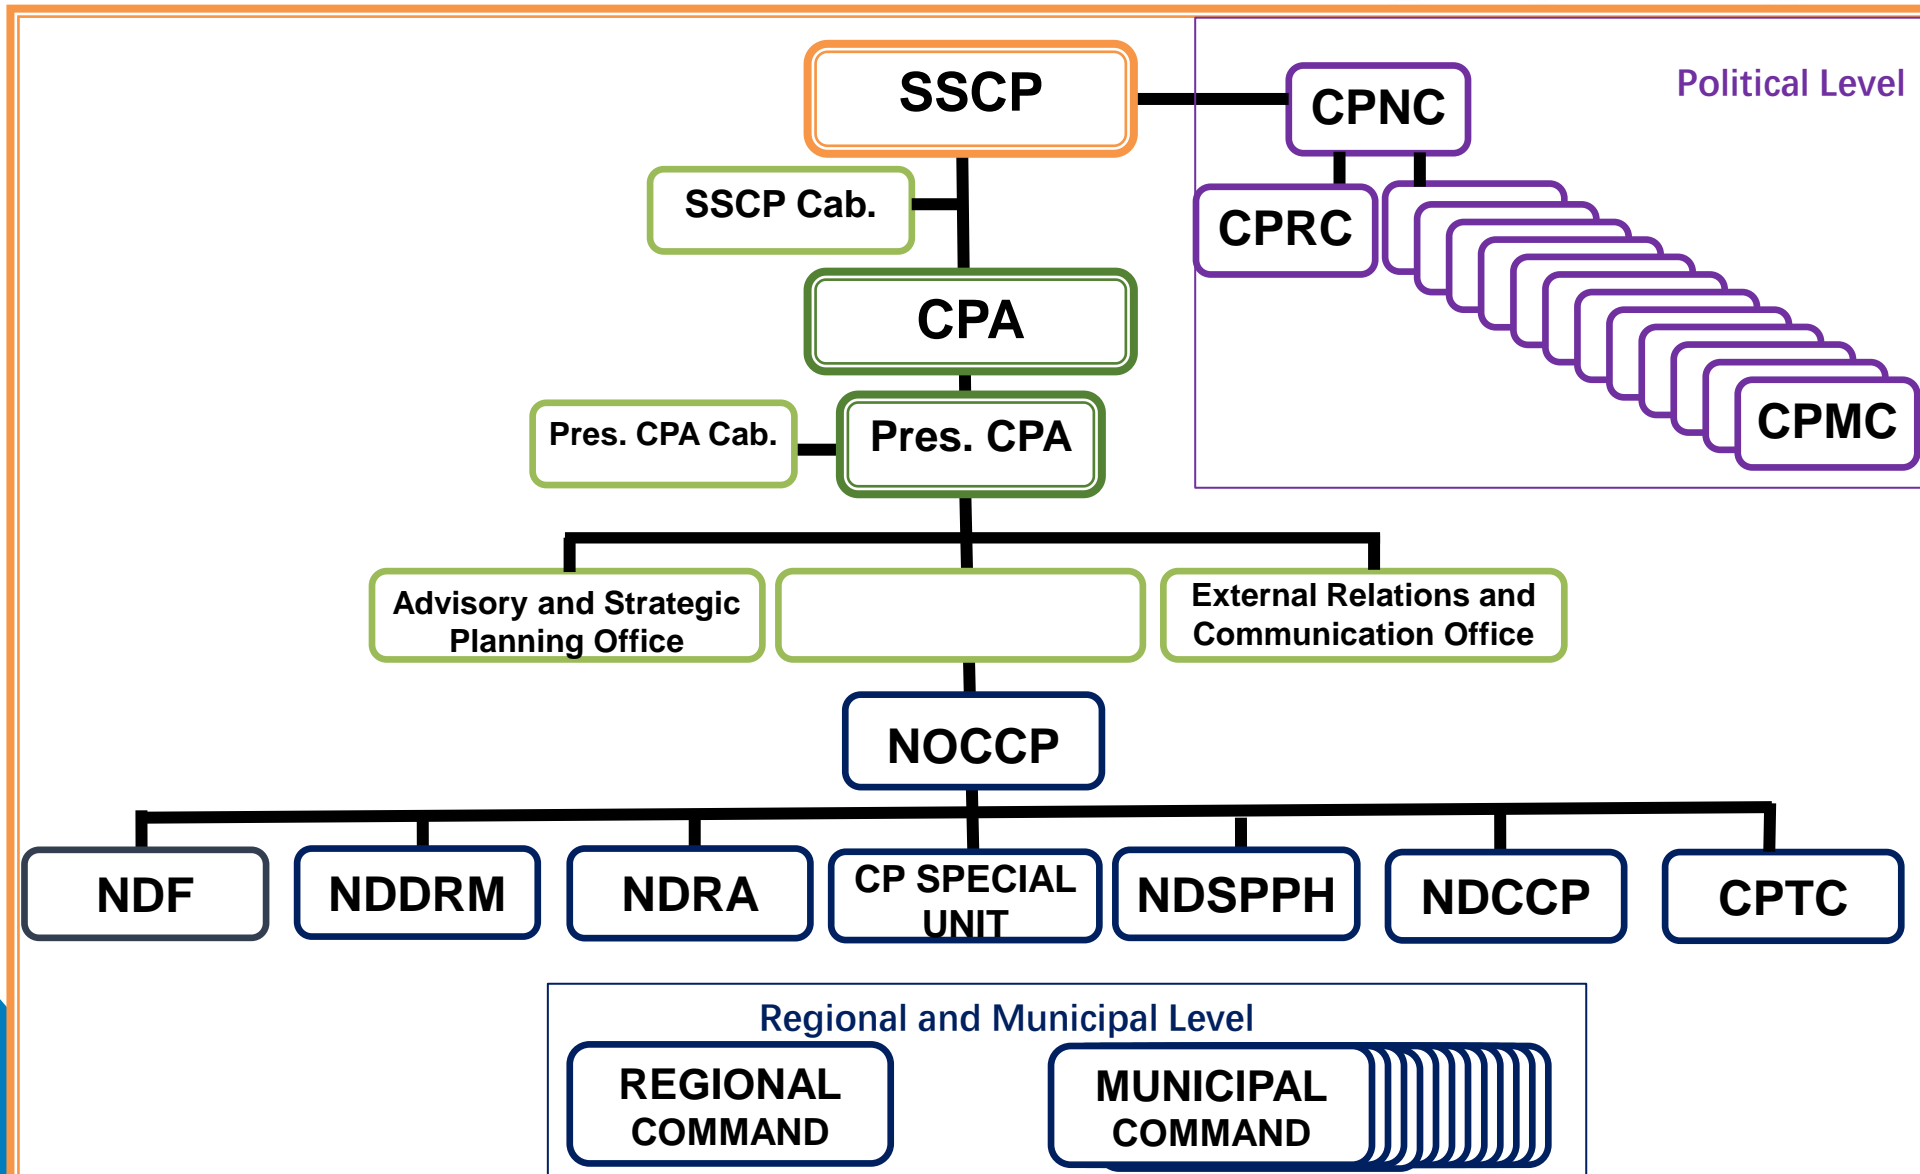 SSCP
Political Level
CPNC
SSCP Cab.
CPRC
CPA
CPMC
Pres. CPA Cab.
Pres. CPA
Advisory and Strategic
Planning Office
External Relations and
Communication Office
NOCCP
NDF
NDDRM
NDRA
CP SPECIAL
UNIT
NDSPPH
NDCCP
CPTC
Regional and Municipal Level
REGIONAL
COMMAND
MUNICIPAL
COMMAND